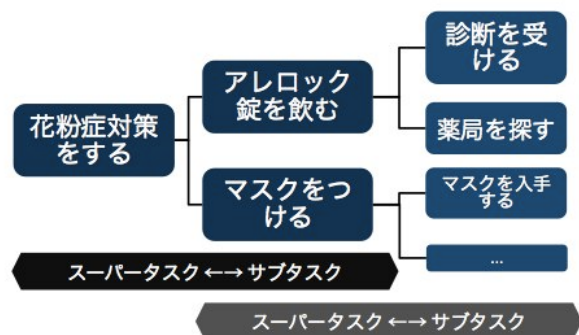 花粉症対策
をする
アレロック
錠を飲む
マスクをつ
ける
診断を受
ける
薬局を探す
マスクを入手
する
...
スーパータスク ←→ サブタスク
スーパータスク ←→ サブタスク